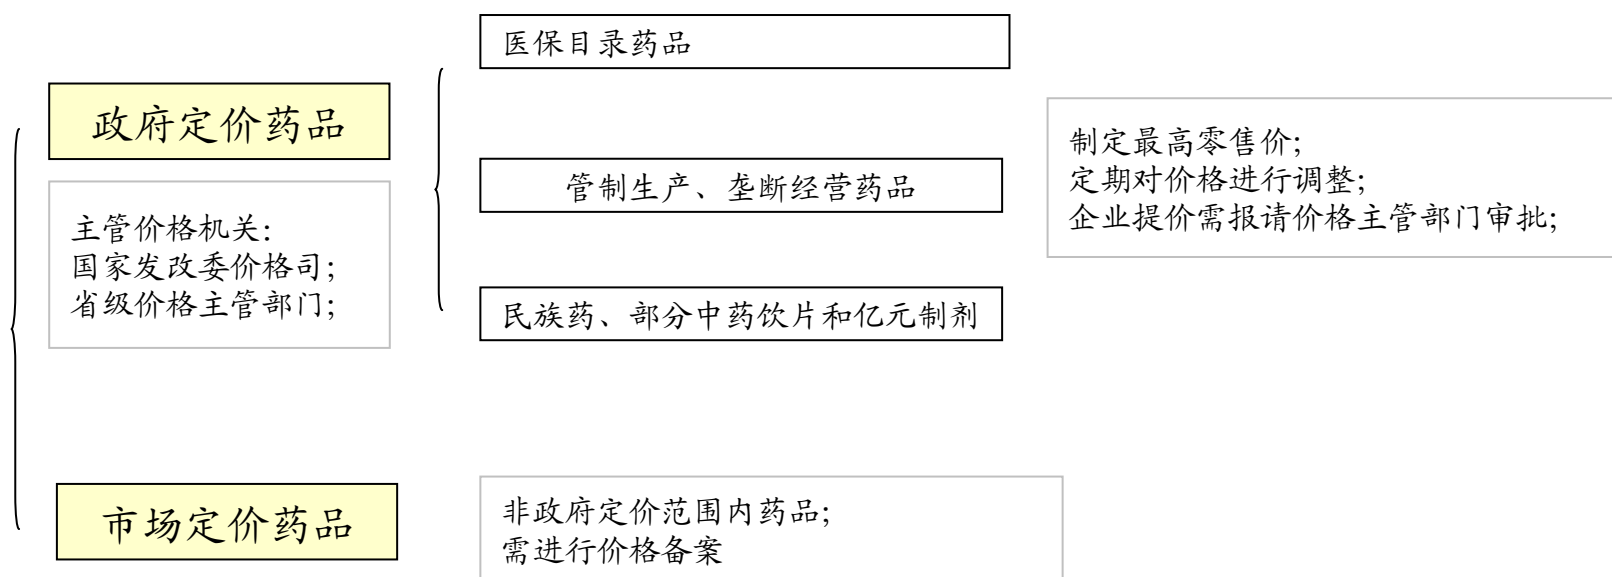 政府定价药品
主管价格机关：
国家发改委价格司；
省级价格主管部门；
医保目录药品
管制生产、垄断经营药品
民族药、部分中药饮片和亿元制剂
制定最高零售价；
定期对价格进行调整；
企业提价需报请价格主管部门审批；
市场定价药品
非政府定价范围内药品；
需进行价格备案